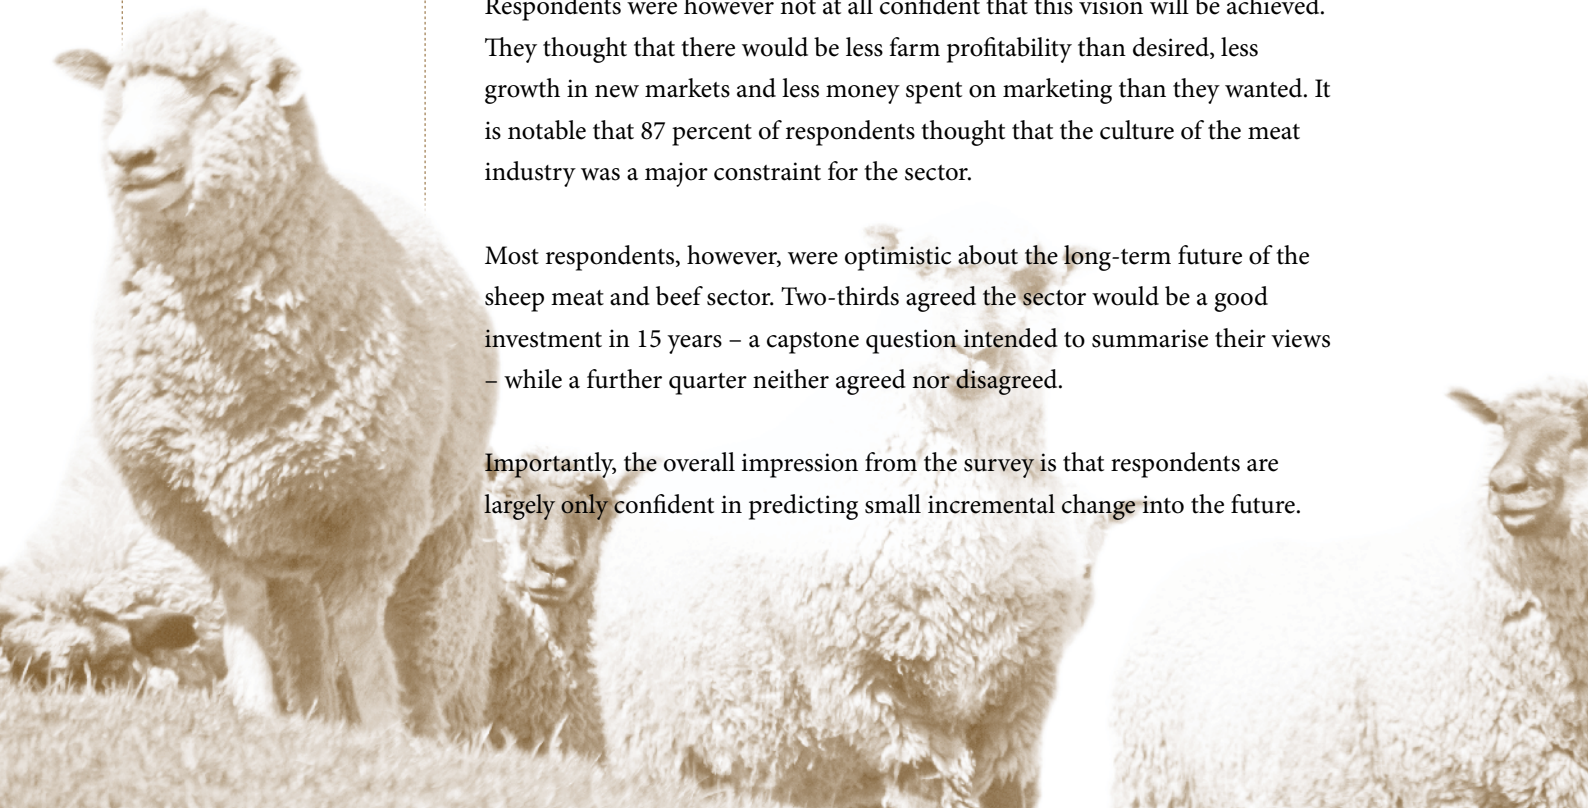 Respondents were however not at all confident that this vision will be achieved.
They thought that there would be less farm profitability than desired, less
growth in new markets and less money spent on marketing than they wanted. It
is notable that 87 percent of respondents thought that the culture of the meat
industry was a major constraint for the sector.
Most respondents, however, were optimistic about the long-term future of the
sheep meat and beef sector. Two-thirds agreed the sector would be a good
investment in 15 years – a capstone question intended to summarise their views
– while a further quarter neither agreed nor disagreed.
Importantly, the overall impression from the survey is that respondents are
largely only confident in predicting small incremental change into the future.